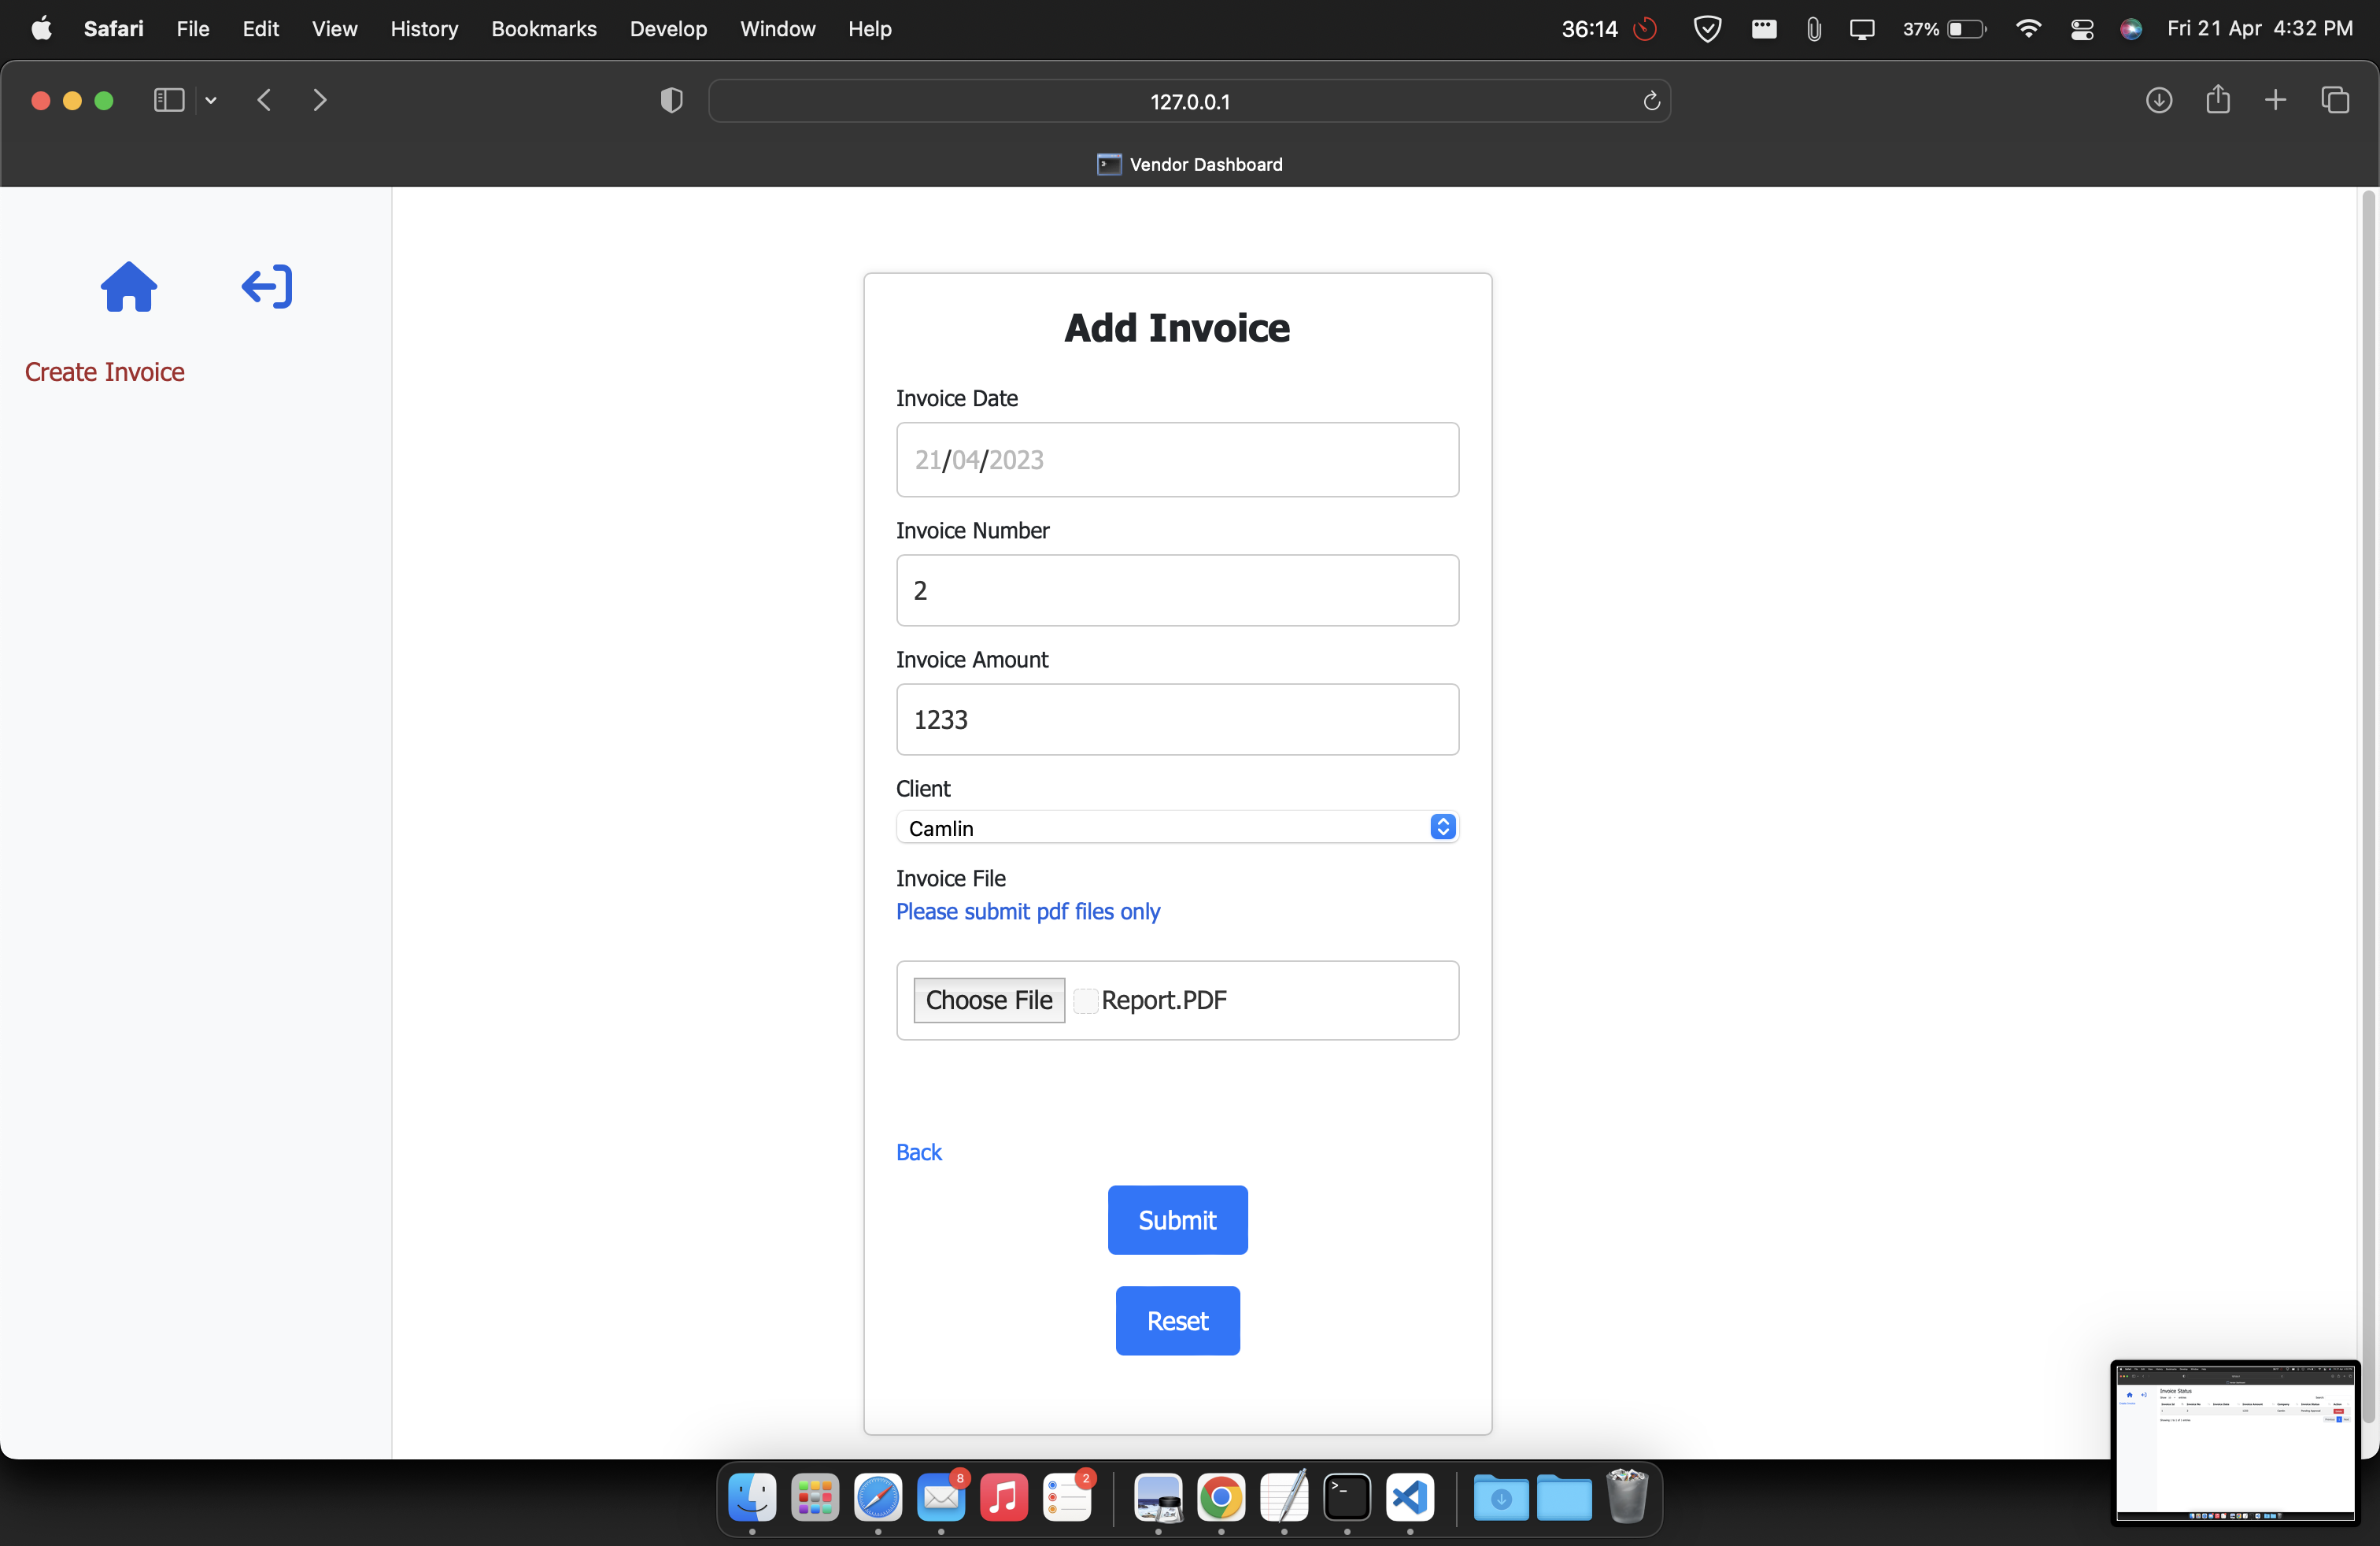 Safari File Edit View History Bookmarks Develop Window Help 36:14 37% Fri 21 Apr 4:32 PM
127.0.0.1
Vendor Dashboard
Create Invoice
Add Invoice
Invoice Date
21/04/2023
Invoice Number
2
Invoice Amount
1233
Client
Camlin
Invoice File
Please submit pdf files only
Choose File Report.PDF
Back
Submit
Reset
Invoice Status
8
2